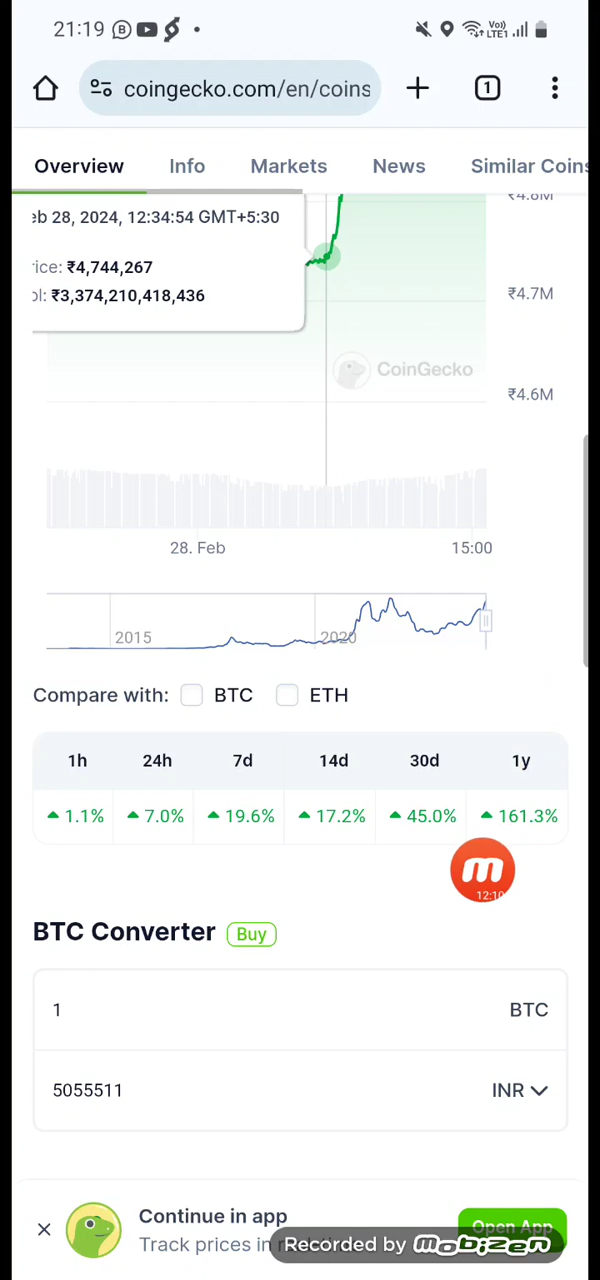 21:19
Vo)) LTE1
coingecko.com/en/coins
1
Overview Info Markets News Similar Coins
₹4.8M
eb 28, 2024, 12:34:54 GMT+5:30
rice: ₹4,744,267
ol: ₹3,374,210,418,436
₹4.7M
CoinGecko
₹4.6M
28. Feb 15:00
2015 2020
Compare with: BTC ETH
1h 24h 7d 14d 30d 1y
1.1% 7.0% 19.6% 17.2% 45.0% 161.3%
m
12:10
BTC Converter Buy
1 BTC
5055511 INR
Continue in app
Open App
Track prices in
Recorded by mobizen